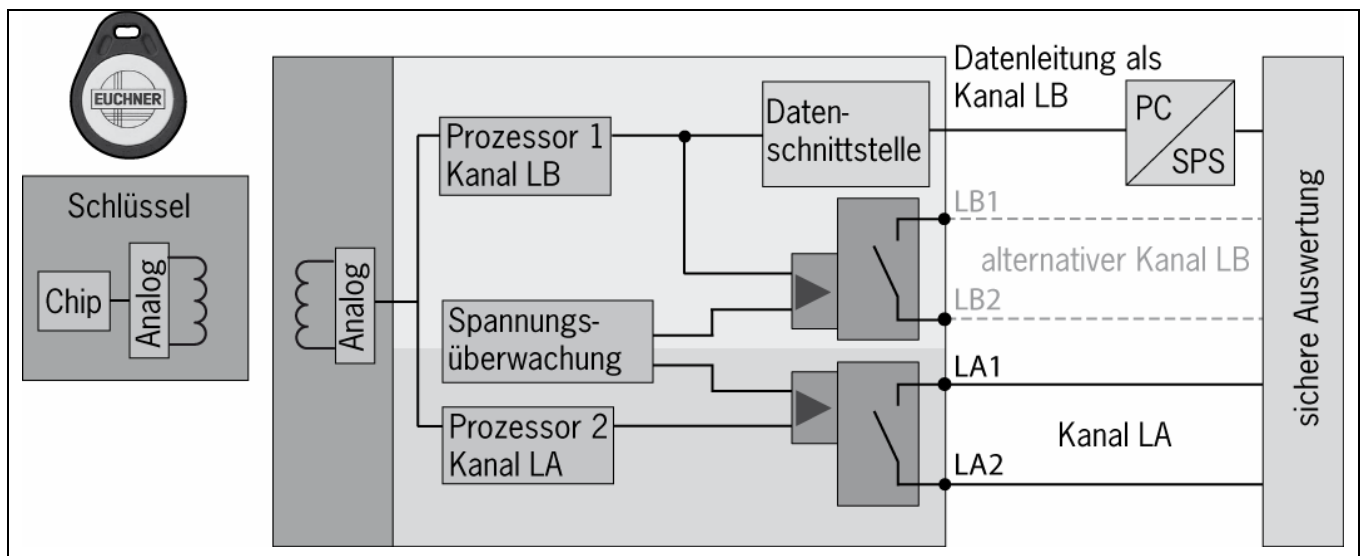 EUCHNER
Schlüssel
Chip
Analog
Analog
Prozessor 1
Kanal LB
Spannungs-
überwachung
Prozessor 2
Kanal LA
Daten-
schnittstelle
Datenleitung als
Kanal LB
PC
SPS
LB1
alternativer Kanal LB
LB2
LA1
Kanal LA
LA2
sichere Auswertung